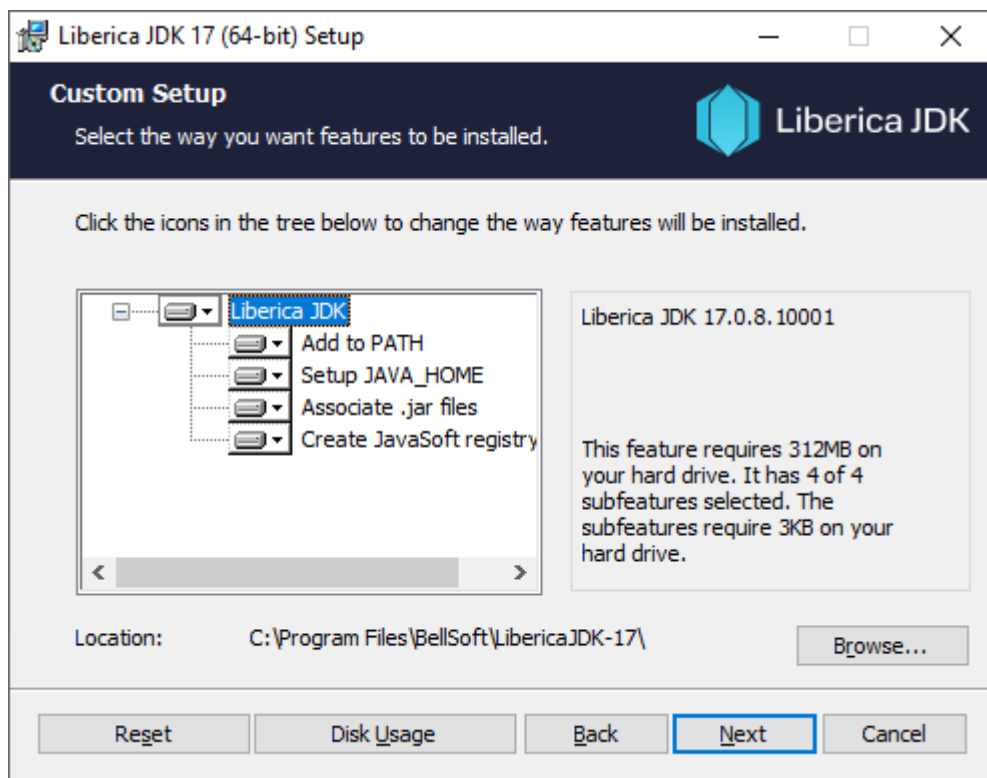 Liberica JDK 17 (64-bit) Setup
Custom Setup
Select the way you want features to be installed.
Liberica JDK
Click the icons in the tree below to change the way features will be installed.
Liberica JDK
Add to PATH
Setup JAVA_HOME
Associate .jar files
Create JavaSoft registry
Liberica JDK 17.0.8.10001
This feature requires 312MB on
your hard drive. It has 4 of 4
subfeatures selected. The
subfeatures require 3KB on your
hard drive.
Location: C:\Program Files\BellSoft\LibericaJDK-17\
Browse...
Reset Disk Usage Back Next Cancel